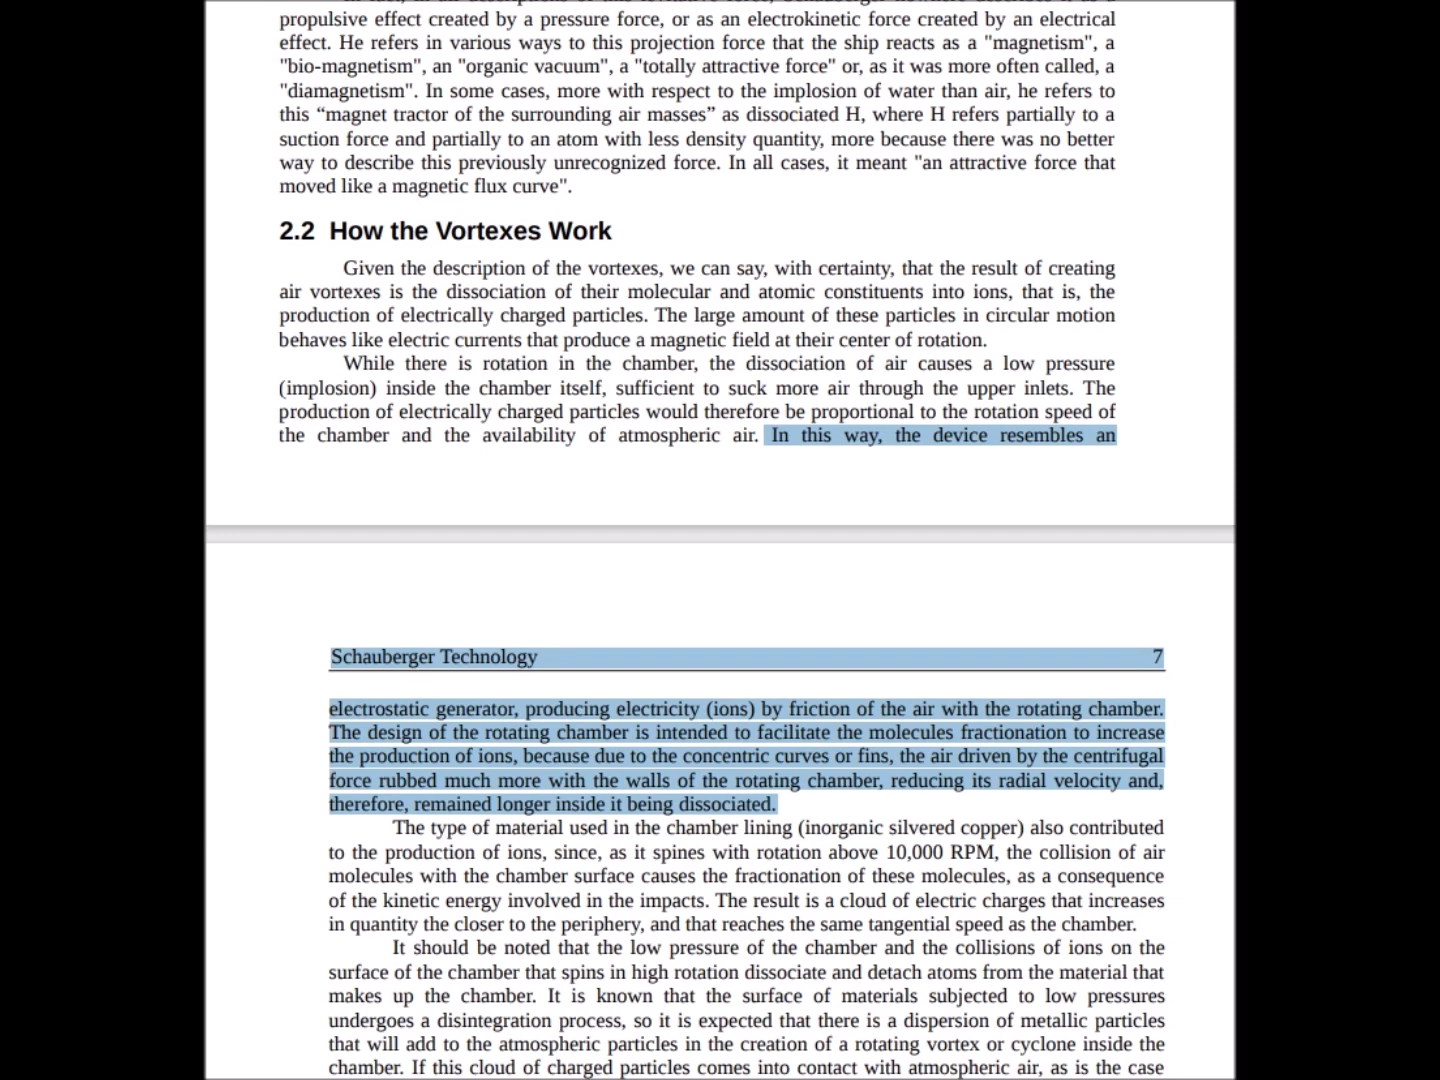 propulsive effect created by a pressure force, or as an electrokinetic force created by an electrical
effect. He refers in various ways to this projection force that the ship reacts as a "magnetism", a
"bio-magnetism", an "organic vacuum", a "totally attractive force" or, as it was more often called, a
"diamagnetism". In some cases, more with respect to the implosion of water than air, he refers to
this “magnet tractor of the surrounding air masses” as dissociated H, where H refers partially to a
suction force and partially to an atom with less density quantity, more because there was no better
way to describe this previously unrecognized force. In all cases, it meant "an attractive force that
moved like a magnetic flux curve".
2.2 How the Vortexes Work
Given the description of the vortexes, we can say, with certainty, that the result of creating
air vortexes is the dissociation of their molecular and atomic constituents into ions, that is, the
production of electrically charged particles. The large amount of these particles in circular motion
behaves like electric currents that produce a magnetic field at their center of rotation.
While there is rotation in the chamber, the dissociation of air causes a low pressure
(implosion) inside the chamber itself, sufficient to suck more air through the upper inlets. The
production of electrically charged particles would therefore be proportional to the rotation speed of
the chamber and the availability of atmospheric air. In this way, the device resembles an
Schauberger Technology 7
electrostatic generator, producing electricity (ions) by friction of the air with the rotating chamber.
The design of the rotating chamber is intended to facilitate the molecules fractionation to increase
the production of ions, because due to the concentric curves or fins, the air driven by the centrifugal
force rubbed much more with the walls of the rotating chamber, reducing its radial velocity and,
therefore, remained longer inside it being dissociated.
The type of material used in the chamber lining (inorganic silvered copper) also contributed
to the production of ions, since, as it spines with rotation above 10,000 RPM, the collision of air
molecules with the chamber surface causes the fractionation of these molecules, as a consequence
of the kinetic energy involved in the impacts. The result is a cloud of electric charges that increases
in quantity the closer to the periphery, and that reaches the same tangential speed as the chamber.
It should be noted that the low pressure of the chamber and the collisions of ions on the
surface of the chamber that spins in high rotation dissociate and detach atoms from the material that
makes up the chamber. It is known that the surface of materials subjected to low pressures
undergoes a disintegration process, so it is expected that there is a dispersion of metallic particles
that will add to the atmospheric particles in the creation of a rotating vortex or cyclone inside the
chamber. If this cloud of charged particles comes into contact with atmospheric air, as is the case